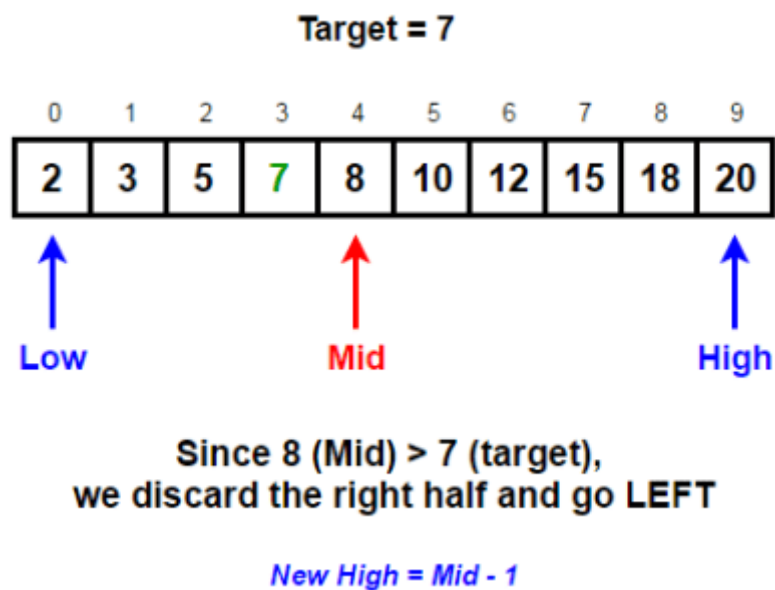 Target = 7
0 1 2 3 4 5 6 7 8 9
2 3 5 7 8 10 12 15 18 20
Low Mid High
Since 8 (Mid) > 7 (target),
we discard the right half and go LEFT
New High = Mid - 1